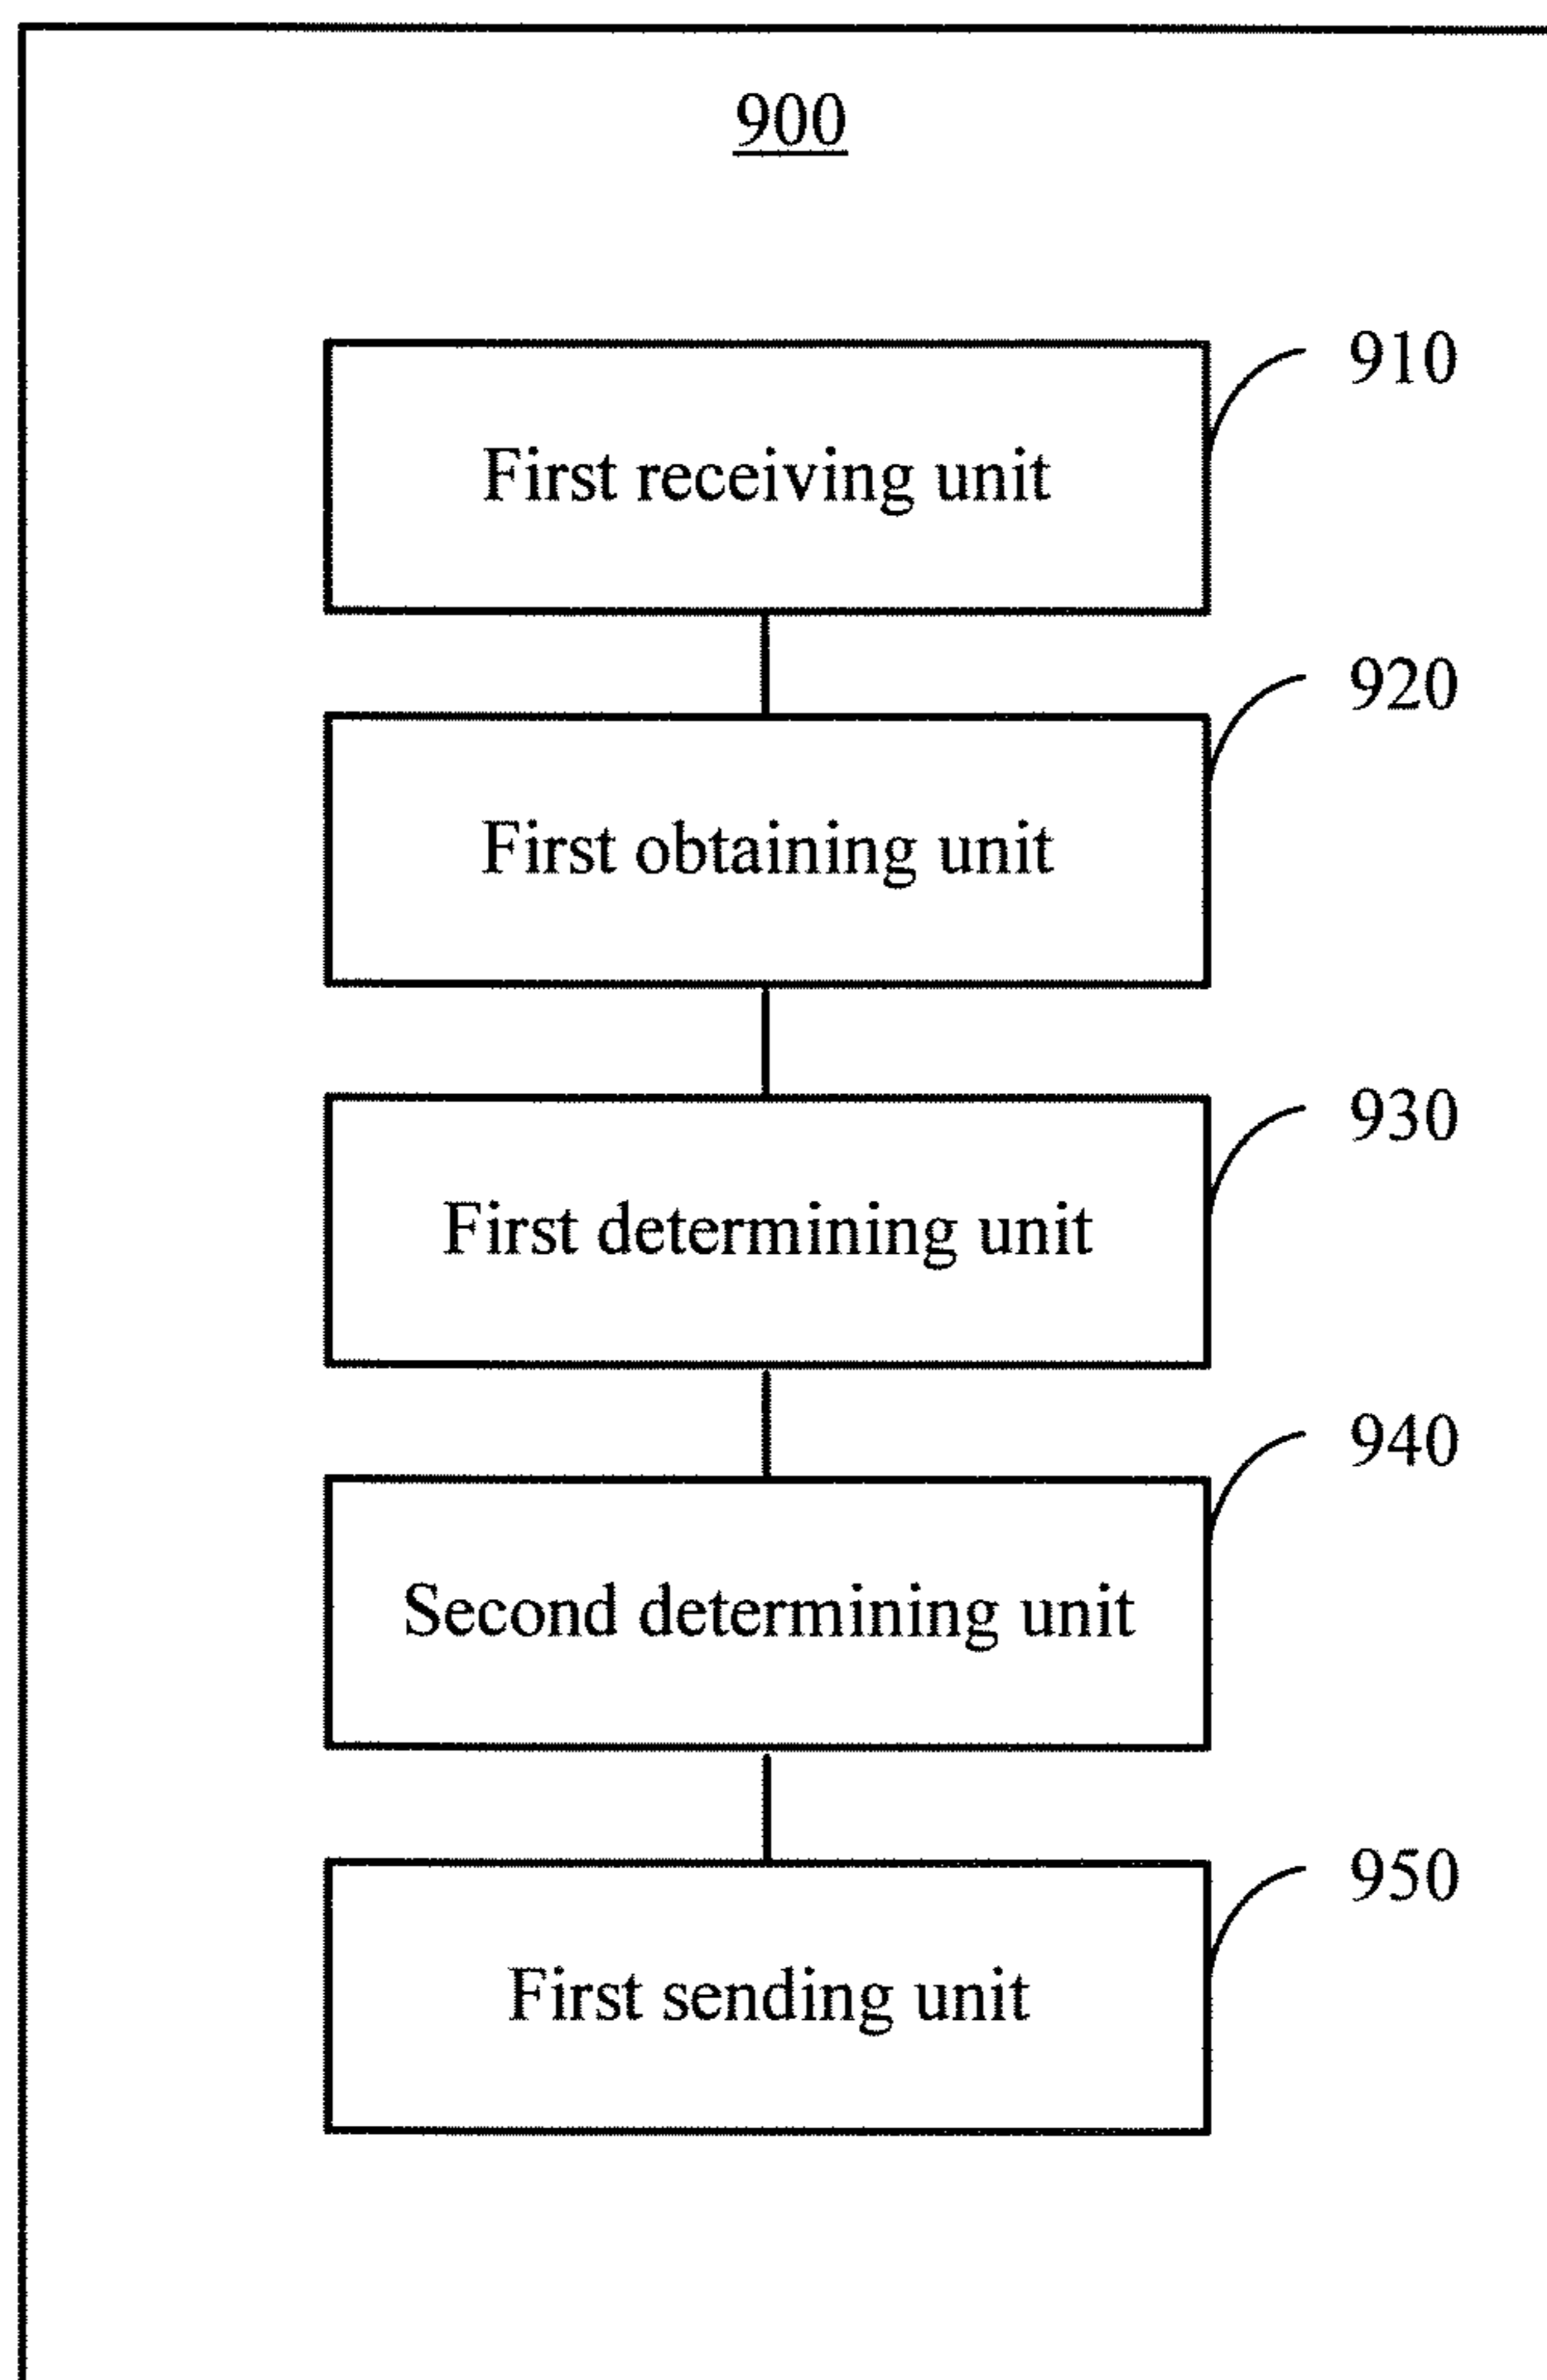 900
910
First receiving unit
920
First obtaining unit
930
First determining unit
940
Second determining unit
950
First sending unit